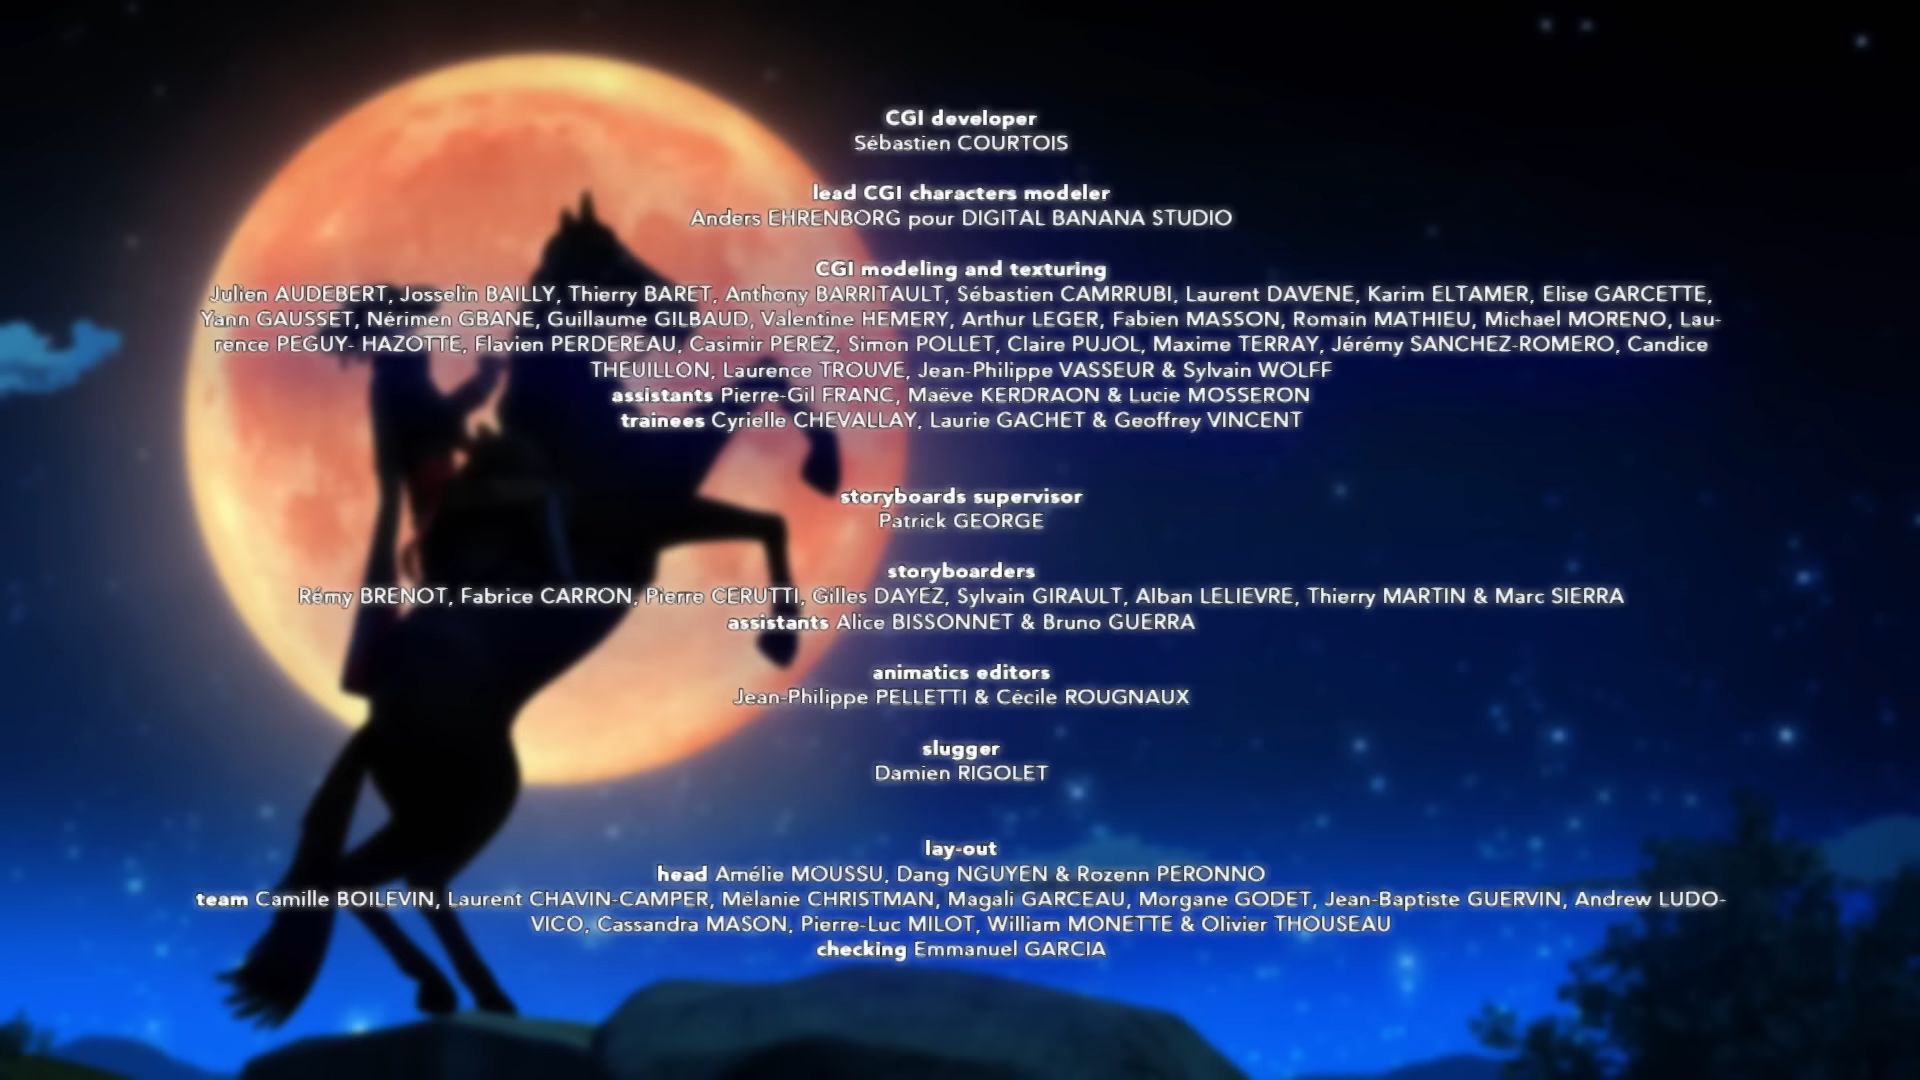 CGI developer
Sébastien COURTOIS
lead CGI characters modeler
Anders EHRENBORG pour DIGITAL BANANA STUDIO
CGI modeling and texturing
Julien AUDEBERT, Josselin BAILLY, Thierry BARET, Anthony BARRITAULT, Sébastien CAMRRUBI, Laurent DAVENE, Karim ELTAMER, Elise GARCETTE,
Yann GAUSSET, Nérimen GBANE, Guillaume GILBAUD, Valentine HEMERY, Arthur LEGER, Fabien MASSON, Romain MATHIEU, Michael MORENO, Lau-
rence PEGUY- HAZOTTE, Flavien PERDEREAU, Casimir PEREZ, Simon POLLET, Claire PUJOL, Maxime TERRAY, Jérémy SANCHEZ-ROMERO, Candice
THEUILLON, Laurence TROUVE, Jean-Philippe VASSEUR & Sylvain WOLFF
assistants Pierre-Gil FRANC, Maëve KERDRAON & Lucie MOSSERON
trainees Cyrielle CHEVALLAY, Laurie GACHET & Geoffrey VINCENT
storyboards supervisor
Patrick GEORGE
storyboarders
Rémy BRENOT, Fabrice CARRON, Pierre CERUTTI, Gilles DAYEZ, Sylvain GIRAULT, Alban LELIEVRE, Thierry MARTIN & Marc SIERRA
assistants Alice BISSONNET & Bruno GUERRA
animatics editors
Jean-Philippe PELLETTI & Cécile ROUGNAUX
slugger
Damien RIGOLET
lay-out
head Amélie MOUSSU, Dang NGUYEN & Rozenn PERONNO
team Camille BOILEVIN, Laurent CHAVIN-CAMPER, Mélanie CHRISTMAN, Magali GARCEAU, Morgane GODET, Jean-Baptiste GUERVIN, Andrew LUDO-
VICO, Cassandra MASON, Pierre-Luc MILOT, William MONETTE & Olivier THOUSEAU
checking Emmanuel GARCIA